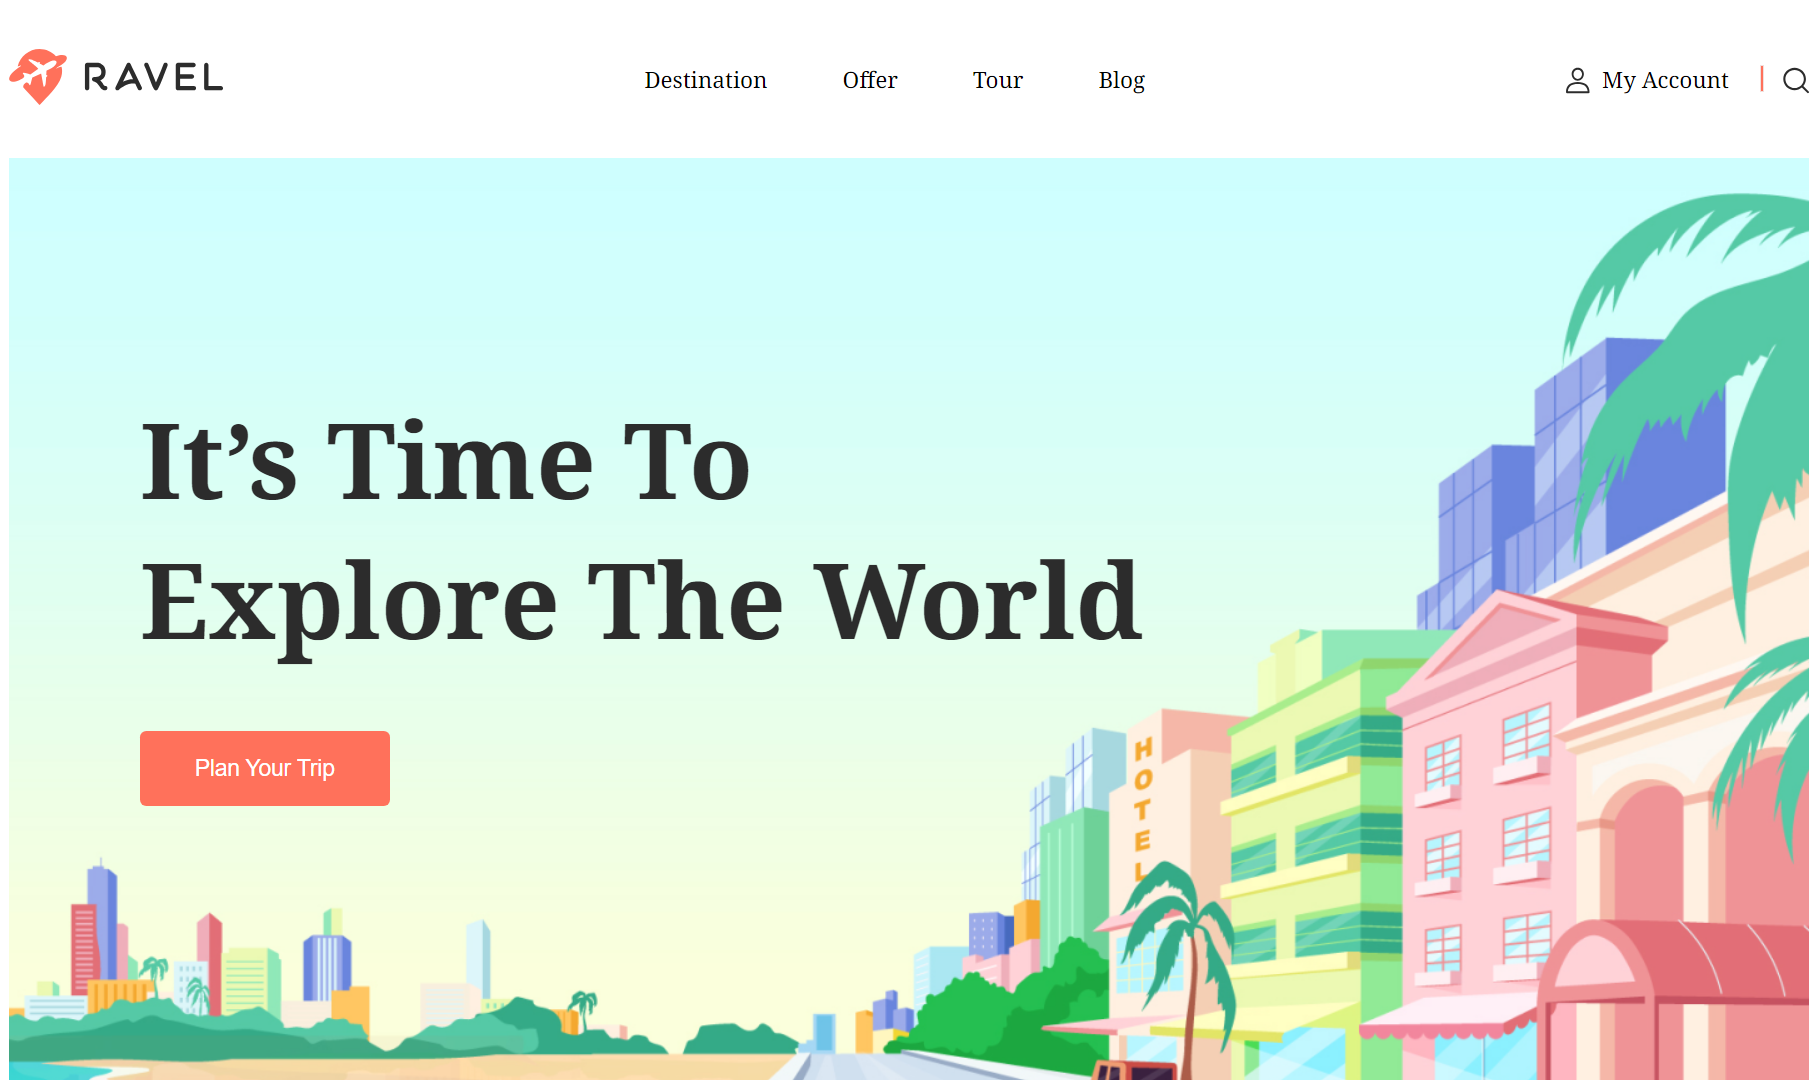 RAVEL
Destination
Offer
Tour
Blog
My Account
It’s Time To
Explore The World
Plan Your Trip
HOTEL